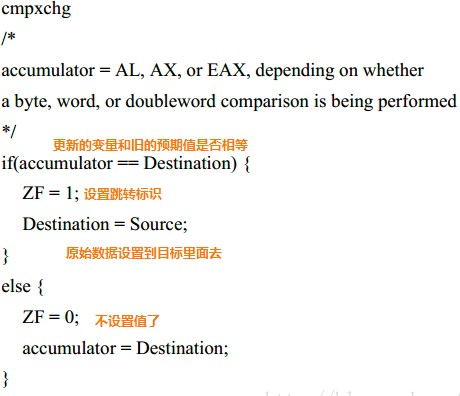 cmpxchg
/*
accumulator = AL, AX, or EAX, depending on whether
a byte, word, or doubleword comparison is being performed
*/
更新的变量和旧的预期值是否相等
if(accumulator == Destination) {
ZF = 1; 设置跳转标识
Destination = Source;
} 原始数据设置到目标里面去
else {
ZF = 0; 不设置值了
accumulator = Destination;
}